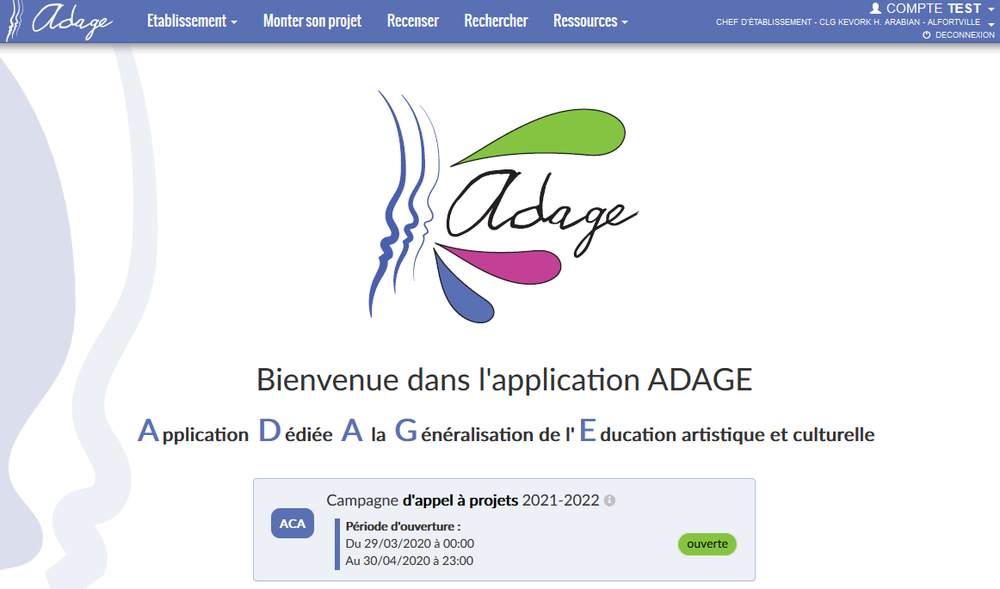 Adage
Etablissement
Monter son projet
Recenser
Rechercher
Ressources
COMPTE TEST
CHEF D'ÉTABLISSEMENT - CLG KEVORK H. ARABIAN - ALFORTVILLE
DECONNEXION
Adage
Bienvenue dans l'application ADAGE
Application Dédiée A la Généralisation de l'Education artistique et culturelle
Campagne d'appel à projets 2021-2022
ACA
Période d'ouverture :
Du 29/03/2020 à 00:00
Au 30/04/2020 à 23:00
ouverte